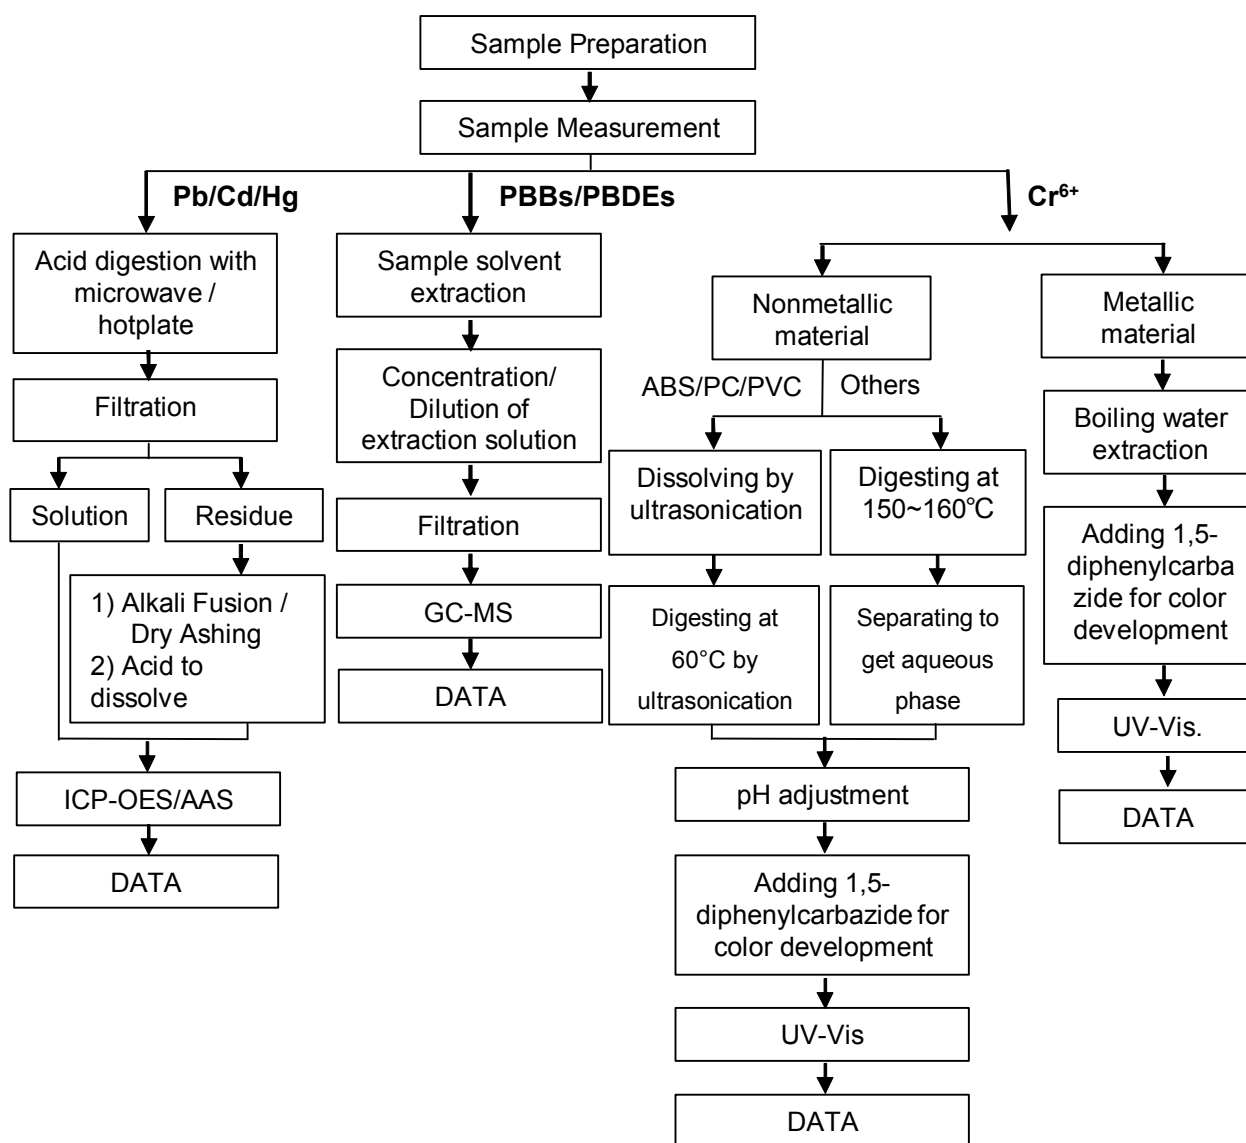 Sample Preparation
Sample Measurement
Pb/Cd/Hg
PBBs/PBDEs
Cr⁶⁺
Acid digestion with
microwave /
hotplate
Filtration
Solution
Residue
1) Alkali Fusion /
Dry Ashing
2) Acid to
dissolve
ICP-OES/AAS
DATA
Sample solvent
extraction
Concentration/
Dilution of
extraction solution
Filtration
GC-MS
DATA
Nonmetallic
material
ABS/PC/PVC
Others
Dissolving by
ultrasonication
Digesting at
60°C by
ultrasonication
Digesting at
150~160℃
Separating to
get aqueous
phase
pH adjustment
Adding 1,5-
diphenylcarbazide for
color development
UV-Vis
DATA
Metallic
material
Boiling water
extraction
Adding 1,5-
diphenylcarba
zide for color
development
UV-Vis.
DATA